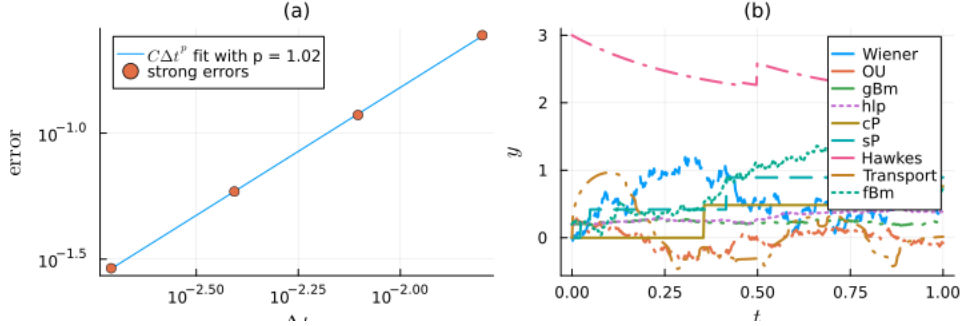 (a)
CΔt^p fit with p = 1.02
strong errors
error
10^-1.0
10^-1.5
10^-2.50
10^-2.25
10^-2.00
(b)
y
3
2
1
0
Wiener
OU
gBm
hlp
cP
sP
Hawkes
Transport
fBm
0.00
0.25
0.50
0.75
1.00
t